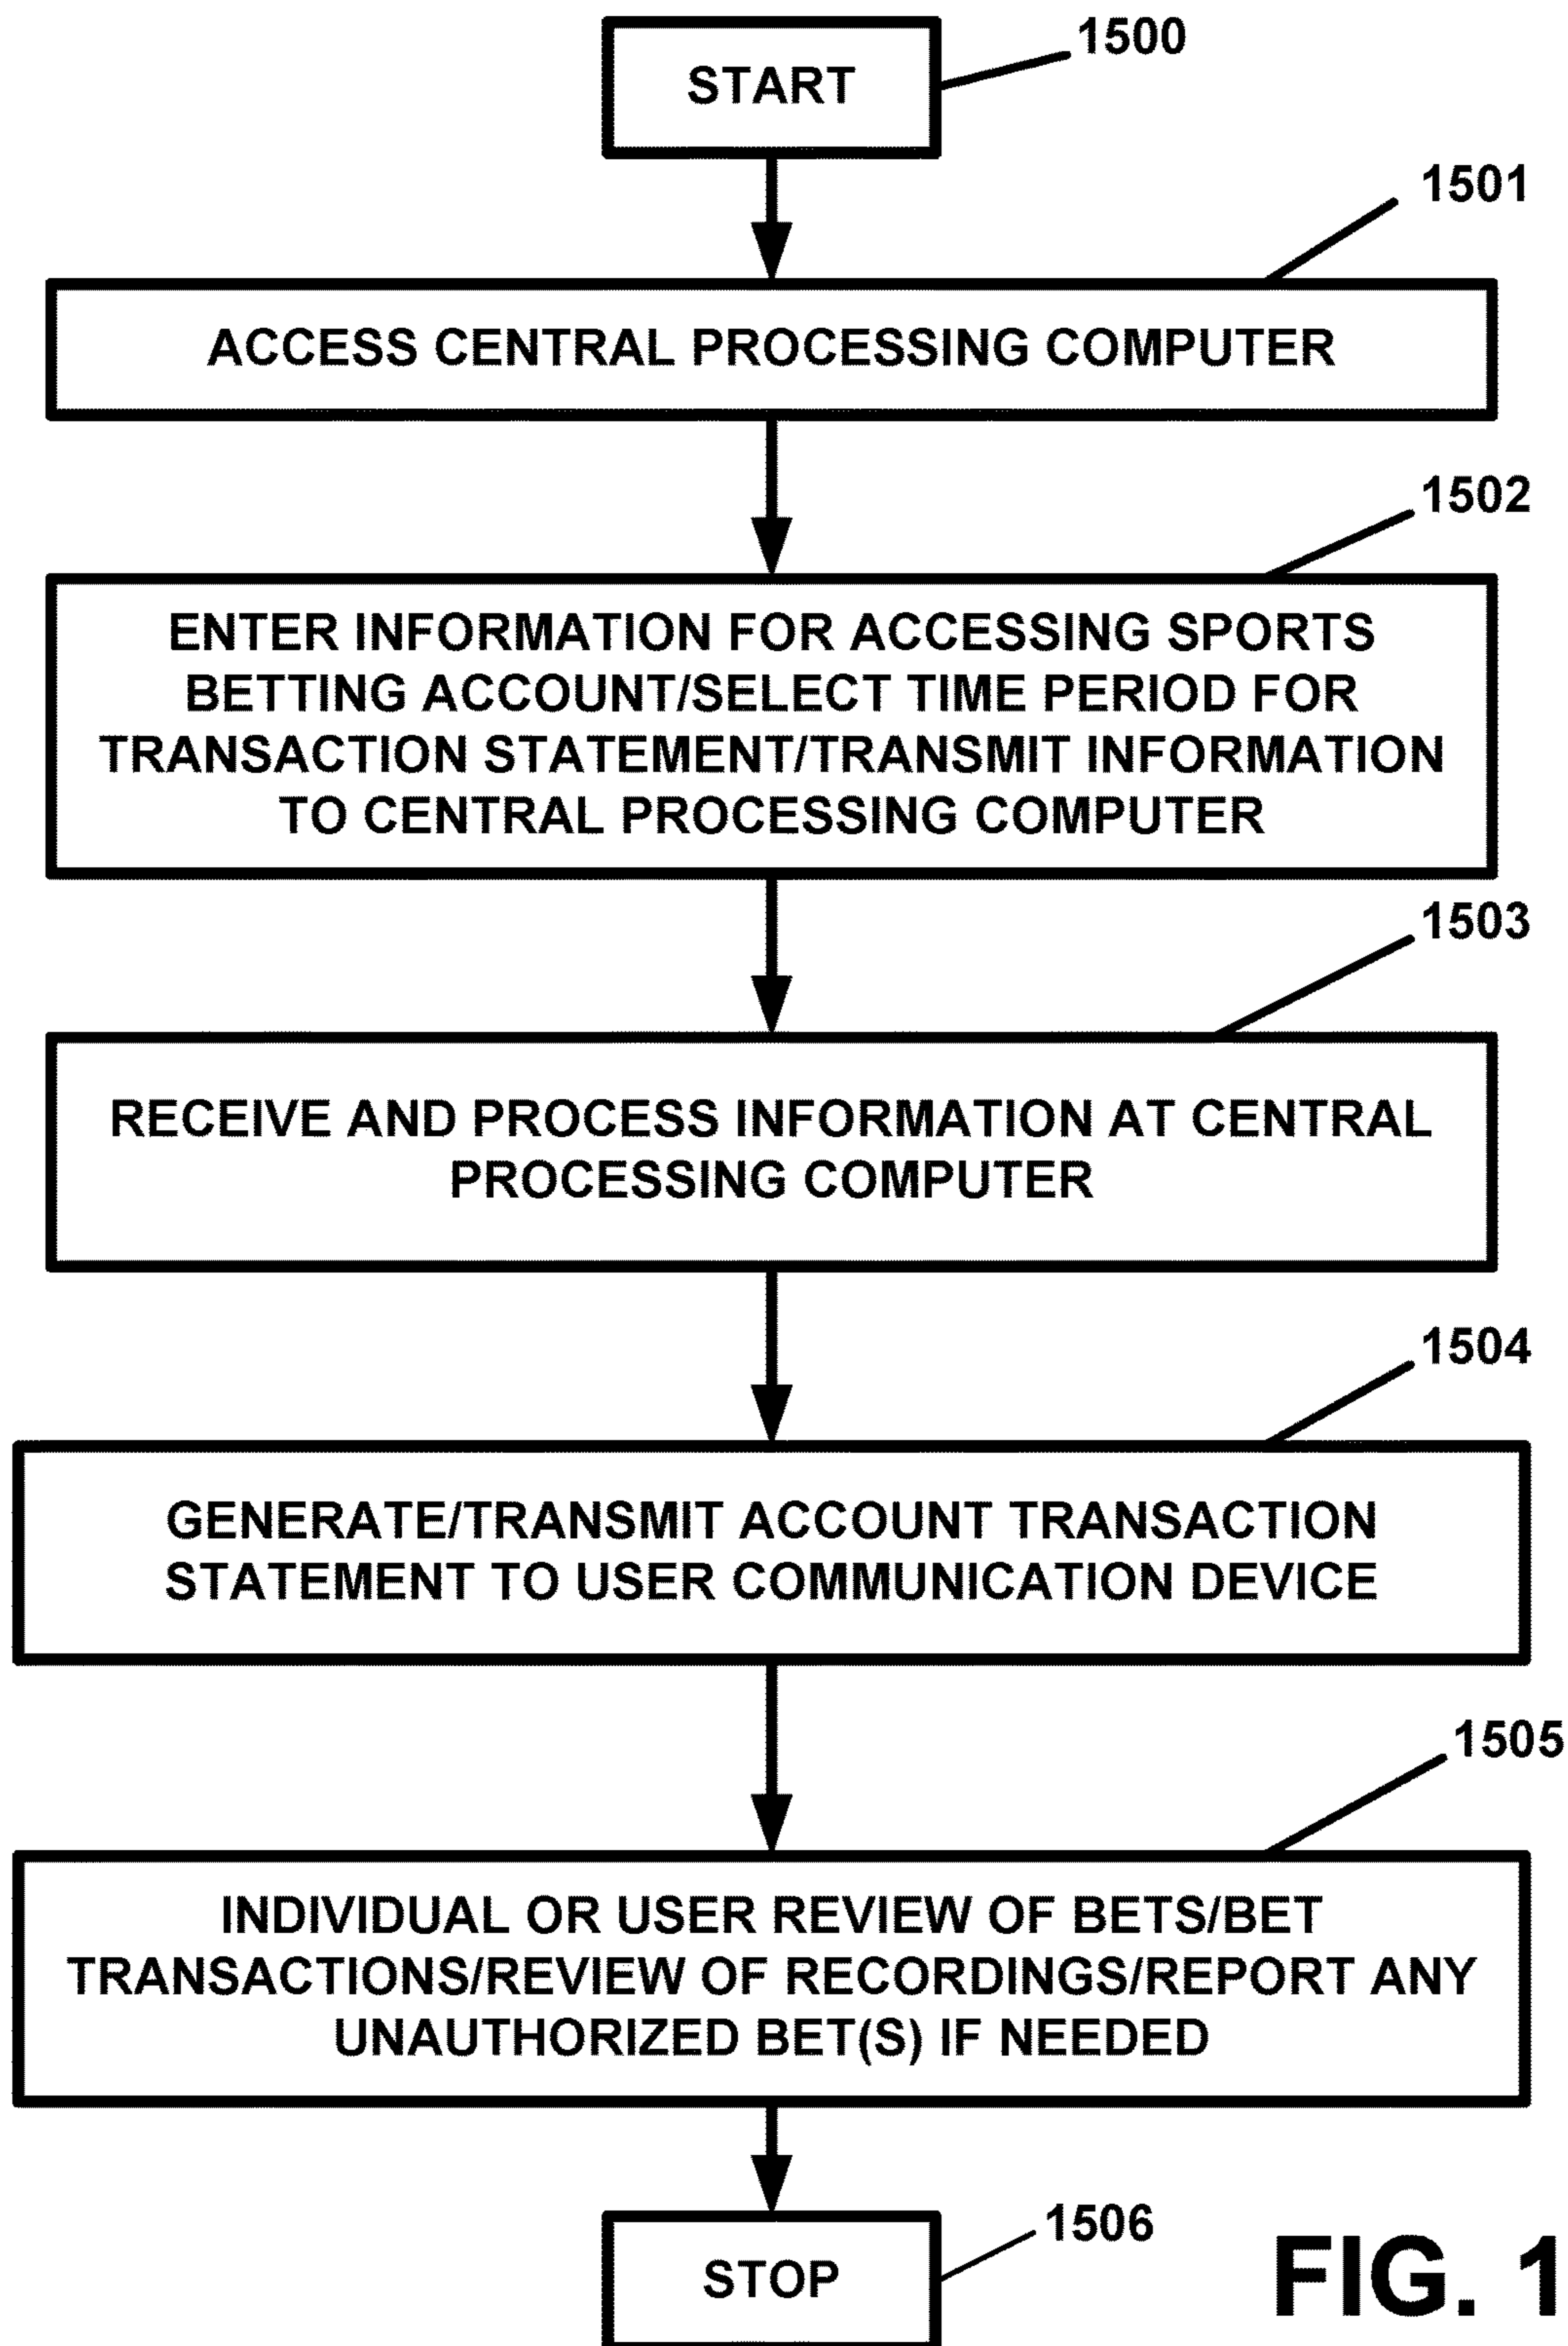 START
1500
1501
ACCESS CENTRAL PROCESSING COMPUTER
1502
ENTER INFORMATION FOR ACCESSING SPORTS
BETTING ACCOUNT/SELECT TIME PERIOD FOR
TRANSACTION STATEMENT/TRANSMIT INFORMATION
TO CENTRAL PROCESSING COMPUTER
1503
RECEIVE AND PROCESS INFORMATION AT CENTRAL
PROCESSING COMPUTER
1504
GENERATE/TRANSMIT ACCOUNT TRANSACTION
STATEMENT TO USER COMMUNICATION DEVICE
1505
INDIVIDUAL OR USER REVIEW OF BETS/BET
TRANSACTIONS/REVIEW OF RECORDINGS/REPORT ANY
UNAUTHORIZED BET(S) IF NEEDED
STOP
1506
FIG. 1